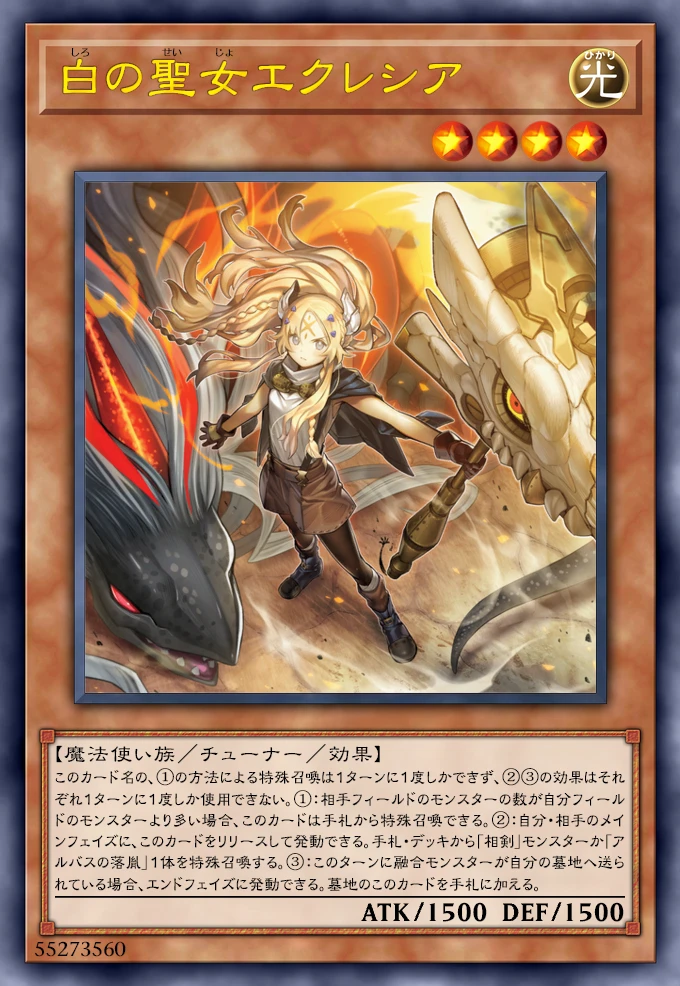 しろ せい じょ
白の聖女エクレシア
ひかり
光
【魔法使い族／チューナー／効果】
このカード名の、①の方法による特殊召喚は1ターンに1度しかできず、②③の効果はそれ
ぞれ1ターンに1度しか使用できない。①:相手フィールドのモンスターの数が自分フィール
ドのモンスターより多い場合、このカードは手札から特殊召喚できる。②:自分・相手のメイ
ンフェイズに、このカードをリリースして発動できる。手札・デッキから「相剣」モンスターか「ア
ルバスの落胤」1体を特殊召喚する。③:このターンに融合モンスターが自分の墓地へ送ら
れている場合、エンドフェイズに発動できる。墓地のこのカードを手札に加える。
ATK/1500 DEF/1500
55273560